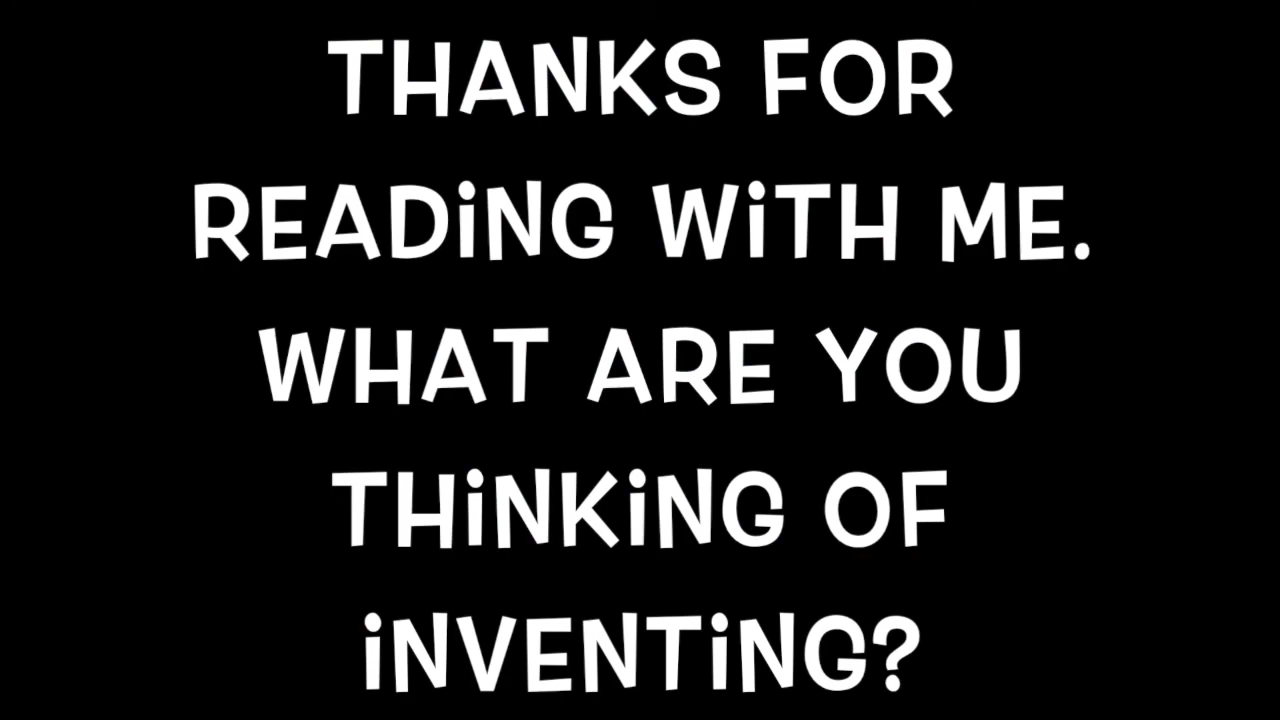 THANKS FOR
READiNG WiTH ME.
WHAT ARE YOU
THiNKiNG OF
iNVENTiNG?